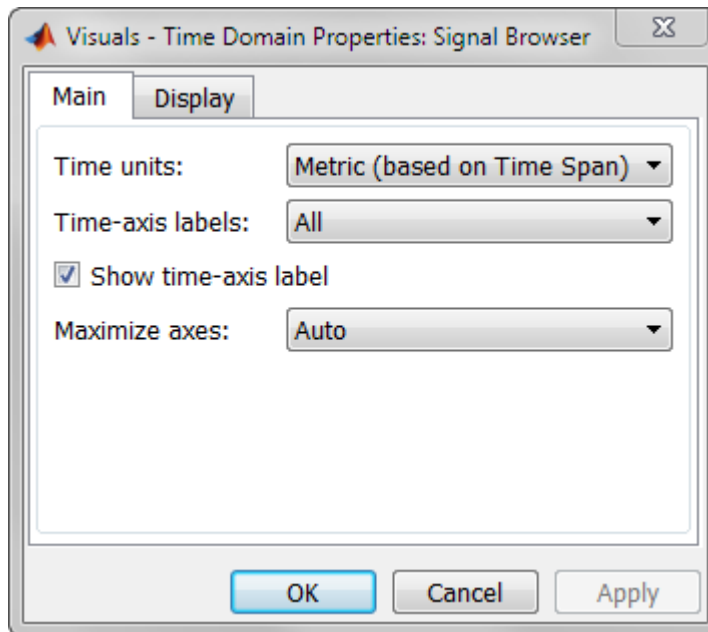 Visuals - Time Domain Properties: Signal Browser
Main Display
Time units: Metric (based on Time Span)
Time-axis labels: All
Show time-axis label
Maximize axes: Auto
OK Cancel Apply